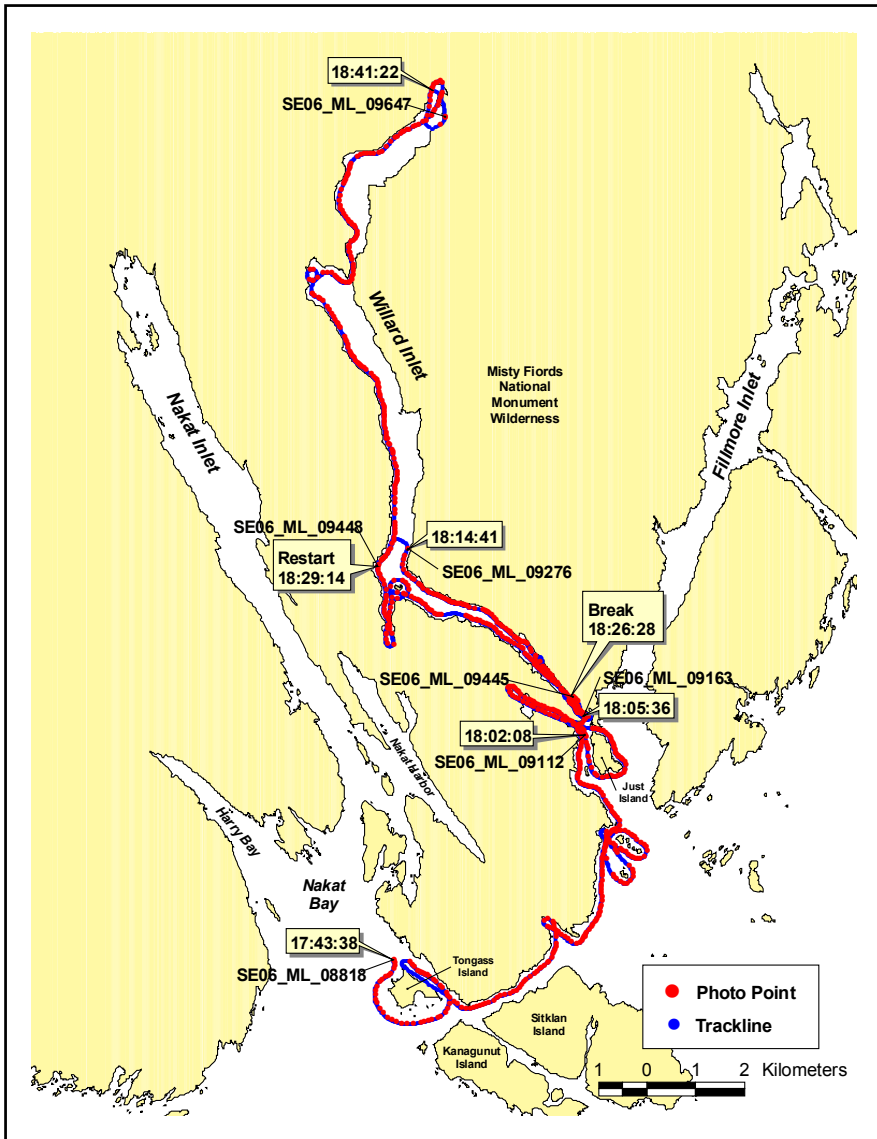 18:41:22
SE06_ML_09647
Willard Inlet
Misty Fiords
National
Monument
Wilderness
Nakat Inlet
Fillmore Inlet
SE06_ML_09448
18:14:41
Restart
18:29:14
SE06_ML_09276
Break
18:26:28
SE06_ML_09445
SE06_ML_09163
18:05:36
18:02:08
SE06_ML_09112
Just
Island
Nakat Harbor
Harry Bay
Nakat
Bay
17:43:38
SE06_ML_08818
Tongass
Island
Sitklan
Island
Kanagunut
Island
Photo Point
Trackline
1 0 1 2 Kilometers